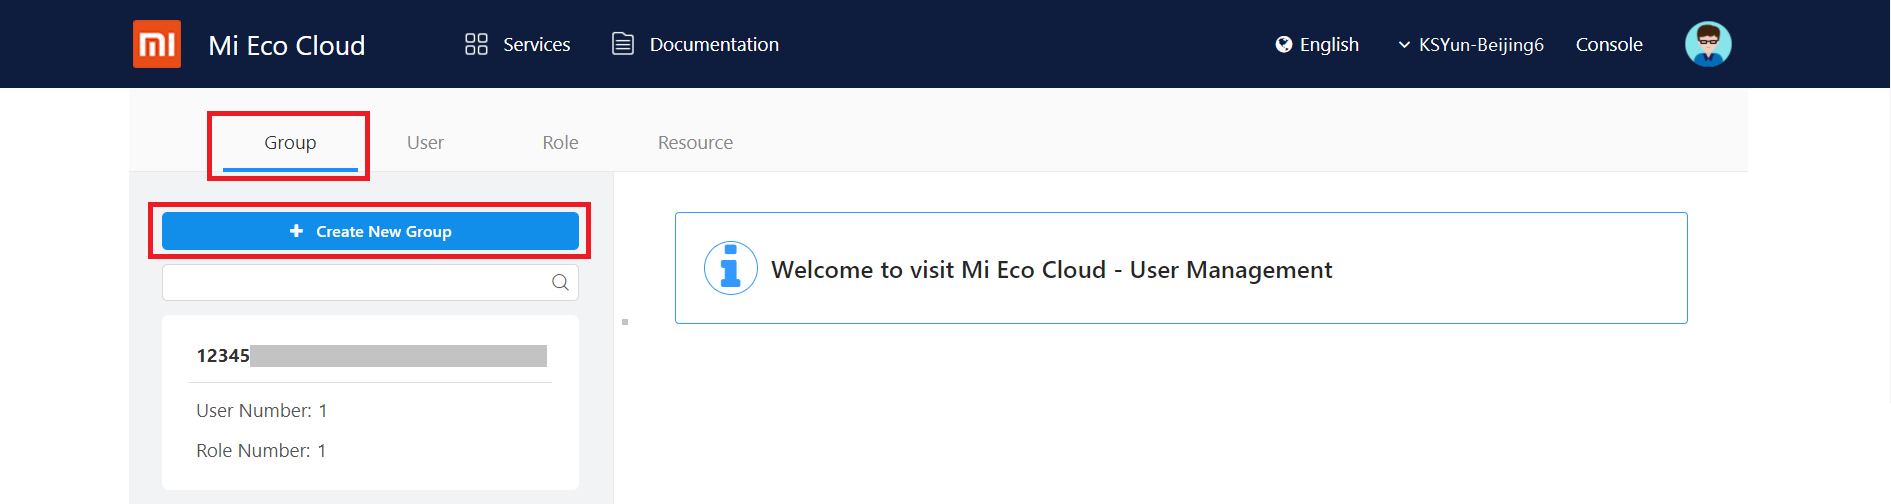 MI Mi Eco Cloud Services Documentation English KSYun-Beijing6 Console
Group User Role Resource
Create New Group
Welcome to visit Mi Eco Cloud - User Management
12345
User Number: 1
Role Number: 1